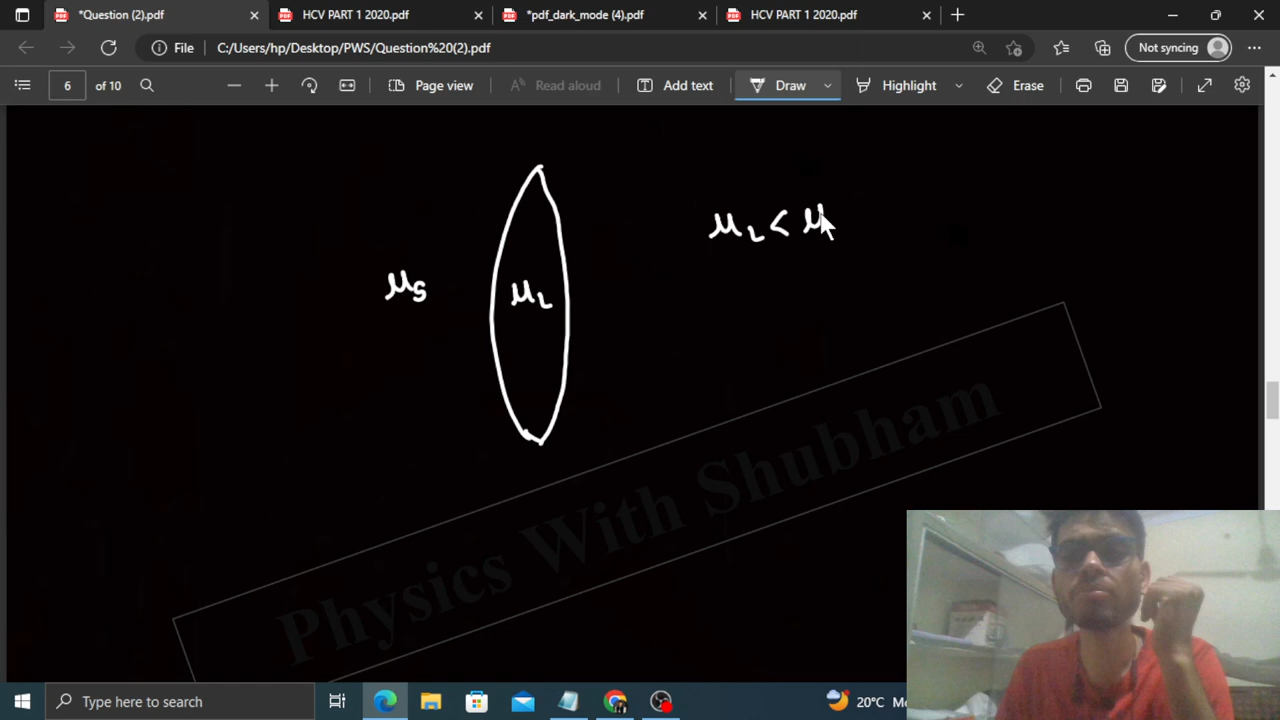 *Question (2).pdf
HCV PART 1 2020.pdf
*pdf_dark_mode (4).pdf
HCV PART 1 2020.pdf
File
C:/Users/hp/Desktop/PWS/Question%20(2).pdf
Not syncing
6
of 10
Page view
Read aloud
Add text
Draw
Highlight
Erase
μL < μ
μS
μL
Physics With Shubham
Type here to search
20°C